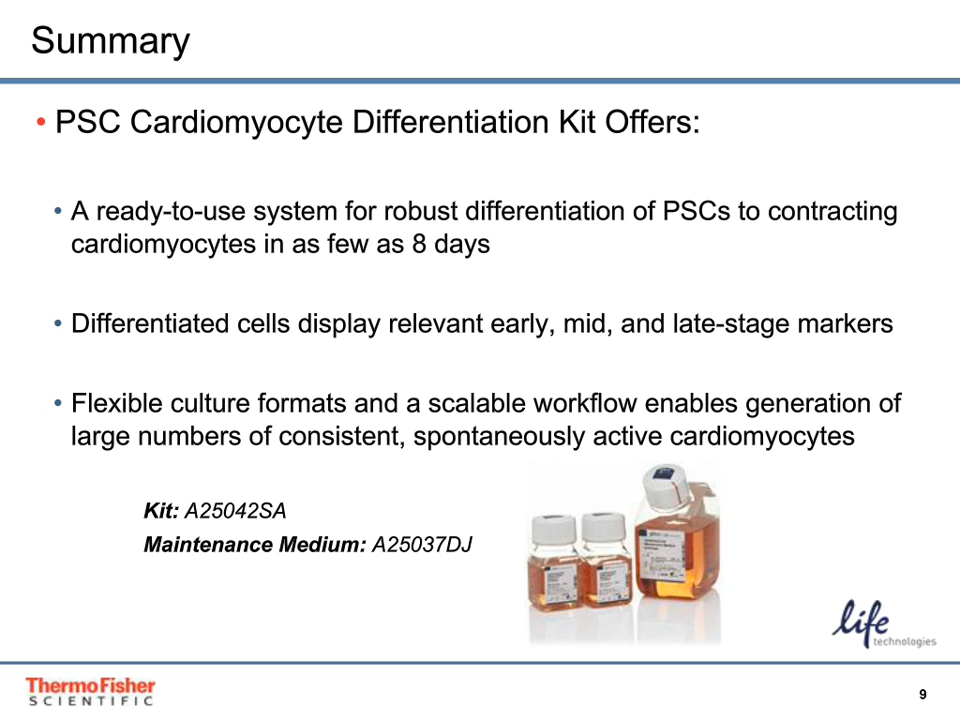 Summary
• PSC Cardiomyocyte Differentiation Kit Offers:
• A ready-to-use system for robust differentiation of PSCs to contracting
cardiomyocytes in as few as 8 days
• Differentiated cells display relevant early, mid, and late-stage markers
• Flexible culture formats and a scalable workflow enables generation of
large numbers of consistent, spontaneously active cardiomyocytes
Kit: A25042SA
Maintenance Medium: A25037DJ
life
technologies
ThermoFisher
SCIENTIFIC
9